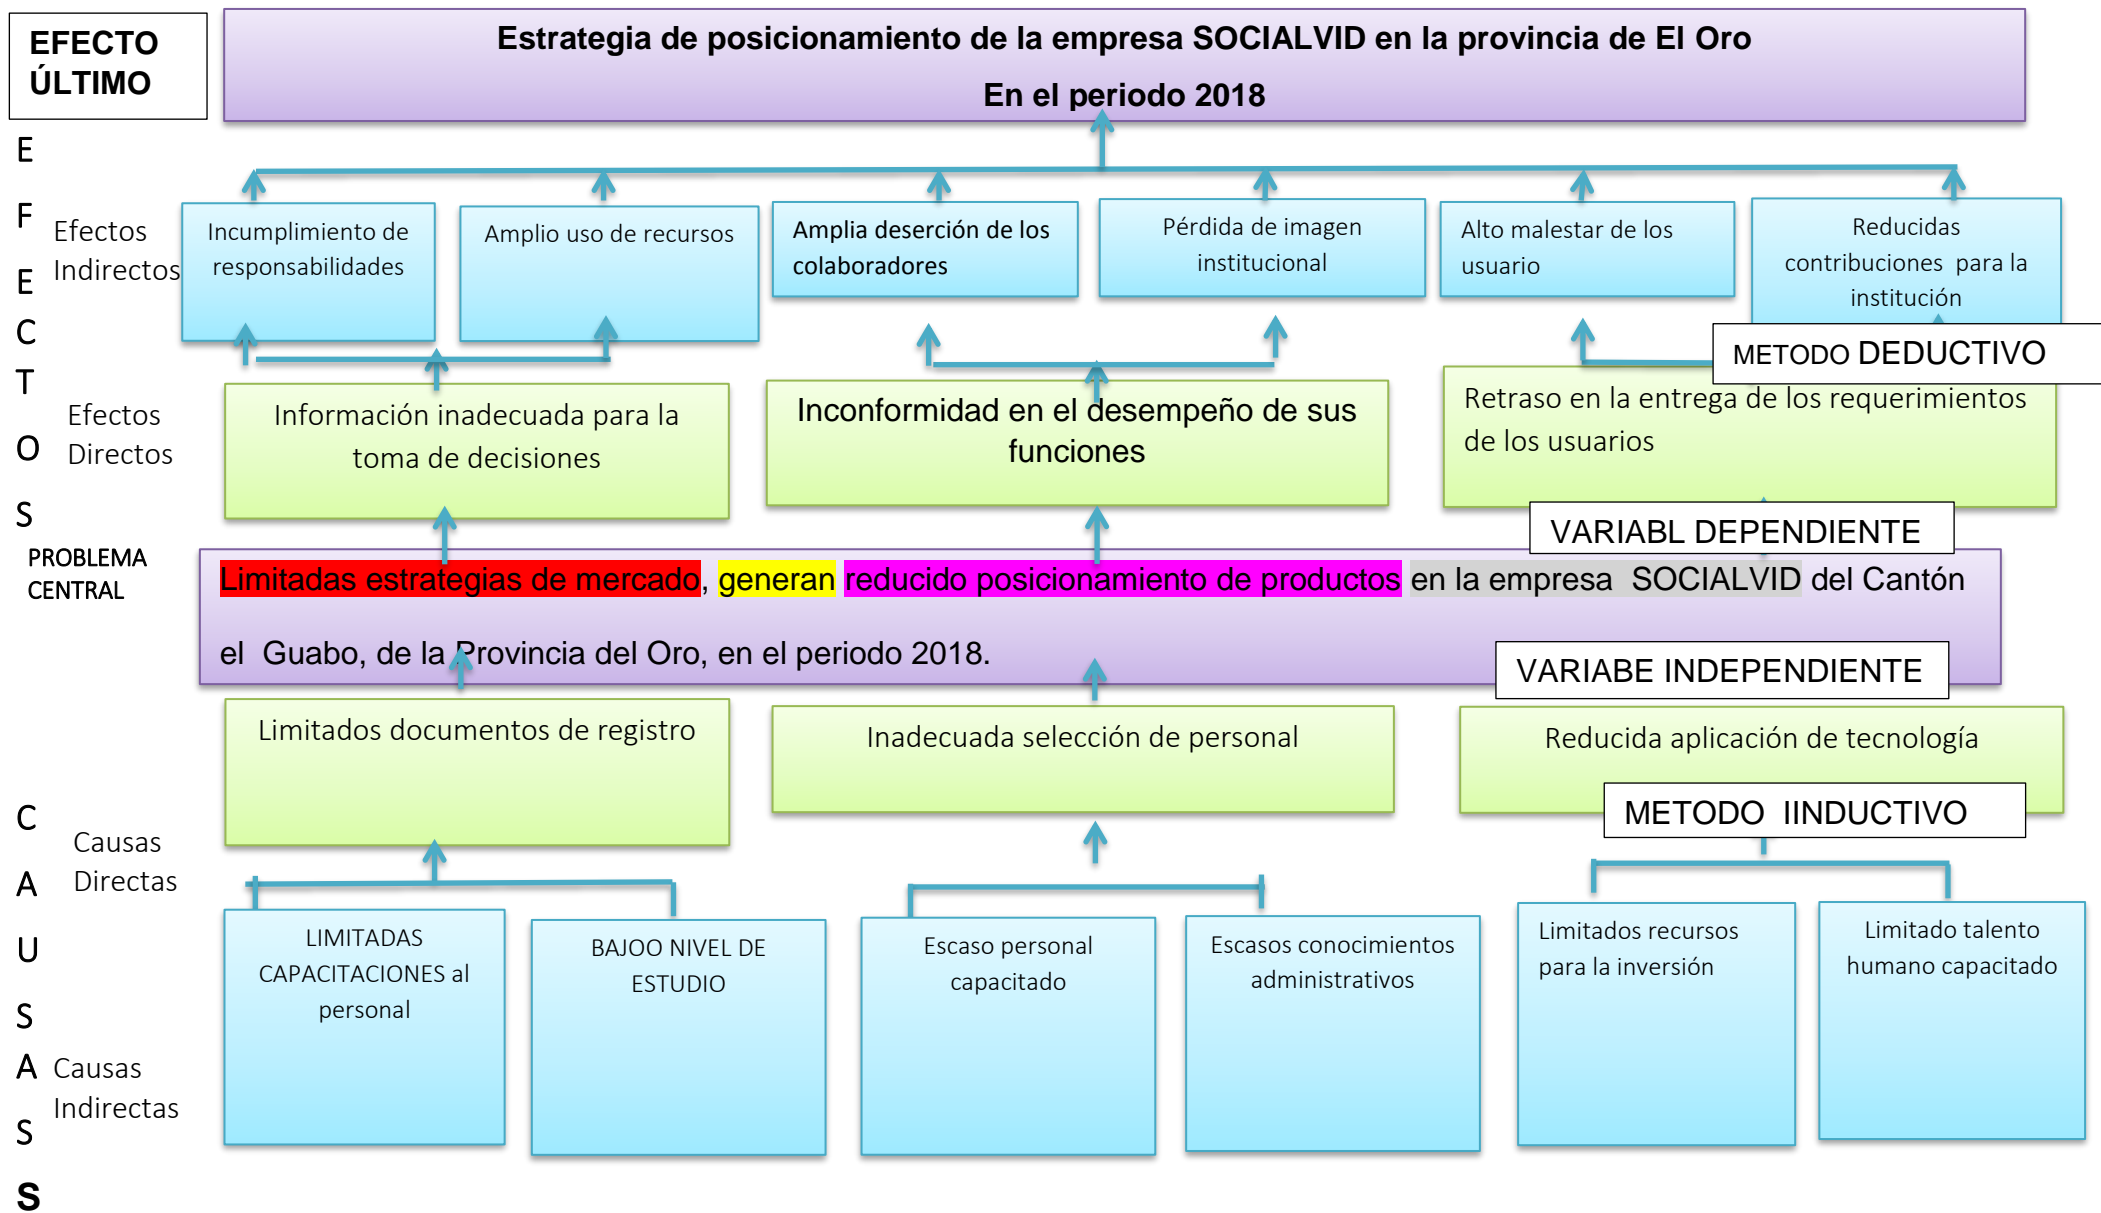 EFECTO
ÚLTIMO
Estrategia de posicionamiento de la empresa SOCIALVID en la provincia de El Oro
En el periodo 2018
E
F
E
C
T
O
S
Efectos
Indirectos
Incumplimiento de
responsabilidades
Amplio uso de recursos
Amplia deserción de los
colaboradores
Pérdida de imagen
institucional
Alto malestar de los
usuario
Reducidas
contribuciones para la
institución
METODO DEDUCTIVO
Efectos
Directos
Información inadecuada para la
toma de decisiones
Inconformidad en el desempeño de sus
funciones
Retraso en la entrega de los requerimientos
de los usuarios
VARIABL DEPENDIENTE
PROBLEMA
CENTRAL
Limitadas estrategias de mercado, generan reducido posicionamiento de productos en la empresa SOCIALVID del Cantón
el Guabo, de la Provincia del Oro, en el periodo 2018.
VARIABE INDEPENDIENTE
Limitados documentos de registro
Inadecuada selección de personal
Reducida aplicación de tecnología
METODO IINDUCTIVO
C
A
U
S
A
S
S
Causas
Directas
LIMITADAS
CAPACITACIONES al
personal
BAJOO NIVEL DE
ESTUDIO
Escaso personal
capacitado
Escasos conocimientos
administrativos
Limitados recursos
para la inversión
Limitado talento
humano capacitado
Causas
Indirectas